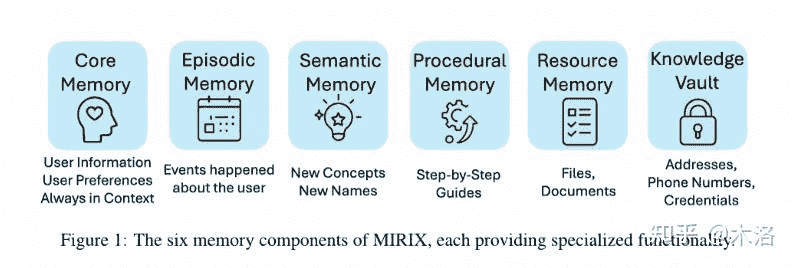 Core Memory
User Information
User Preferences
Always in Context
Episodic Memory
Events happened
about the user
Semantic Memory
New Concepts
New Names
Procedural Memory
Step-by-Step
Guides
Resource Memory
Files,
Documents
Knowledge Vault
Addresses,
Phone Numbers,
Credentials
Figure 1: The six memory components of MIRIX, each providing specialized functionality.
知乎 @木洛